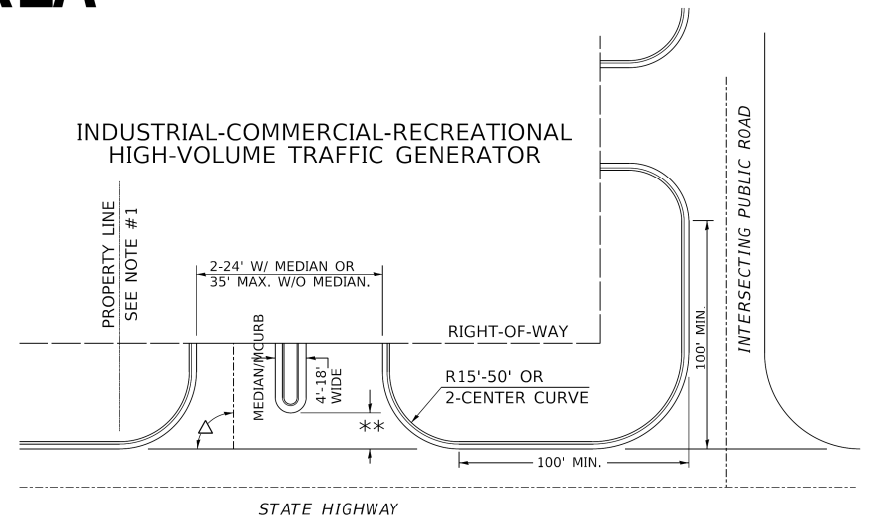 INDUSTRIAL-COMMERCIAL-RECREATIONAL
HIGH-VOLUME TRAFFIC GENERATOR
PROPERTY LINE
SEE NOTE #1
2-24' W/ MEDIAN OR
35' MAX. W/O MEDIAN.
MEDIAN/MCURB
4'-18'
WIDE
**
△
RIGHT-OF-WAY
R15'-50' OR
2-CENTER CURVE
100' MIN.
100' MIN.
INTERSECTING PUBLIC ROAD
STATE HIGHWAY